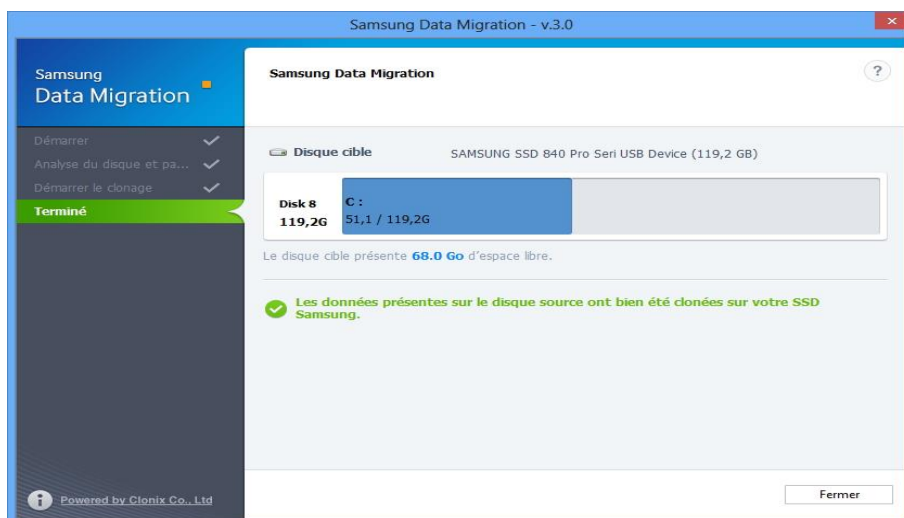 Samsung Data Migration - v.3.0
Samsung
Data Migration
Samsung Data Migration
?
Démarrer
Analyse du disque et pa...
Démarrer le clonage
Terminé
Disque cible
SAMSUNG SSD 840 Pro Seri USB Device (119,2 GB)
Disk 8
119,2G
C :
51,1 / 119,2G
Le disque cible présente 68.0 Go d'espace libre.
Les données présentes sur le disque source ont bien été clonées sur votre SSD
Samsung.
Powered by Clonix Co., Ltd
Fermer